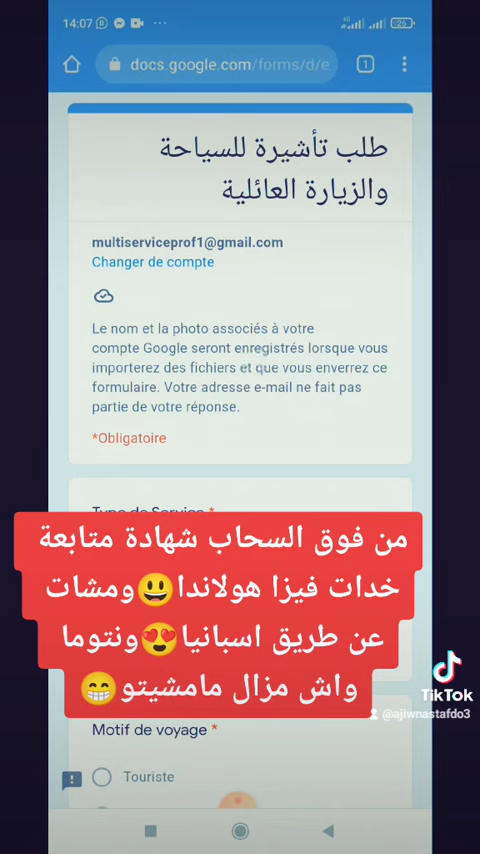 14:07
26
docs.google.com/forms/d/e
1
طلب تأشيرة للسياحة
والزيارة العائلية
multiserviceprof1@gmail.com
Changer de compte
Le nom et la photo associés à votre
compte Google seront enregistrés lorsque vous
importerez des fichiers et que vous enverrez ce
formulaire. Votre adresse e-mail ne fait pas
partie de votre réponse.
*Obligatoire
Type de Service *
من فوق السحاب شهادة متابعة
خدات فيزا هولاندا😃ومشات
عن طريق اسبانيا😍ونتوما
واش مزال مامشيتو😁
TikTok
@ajiwnastafdo3
Motif de voyage *
Touriste